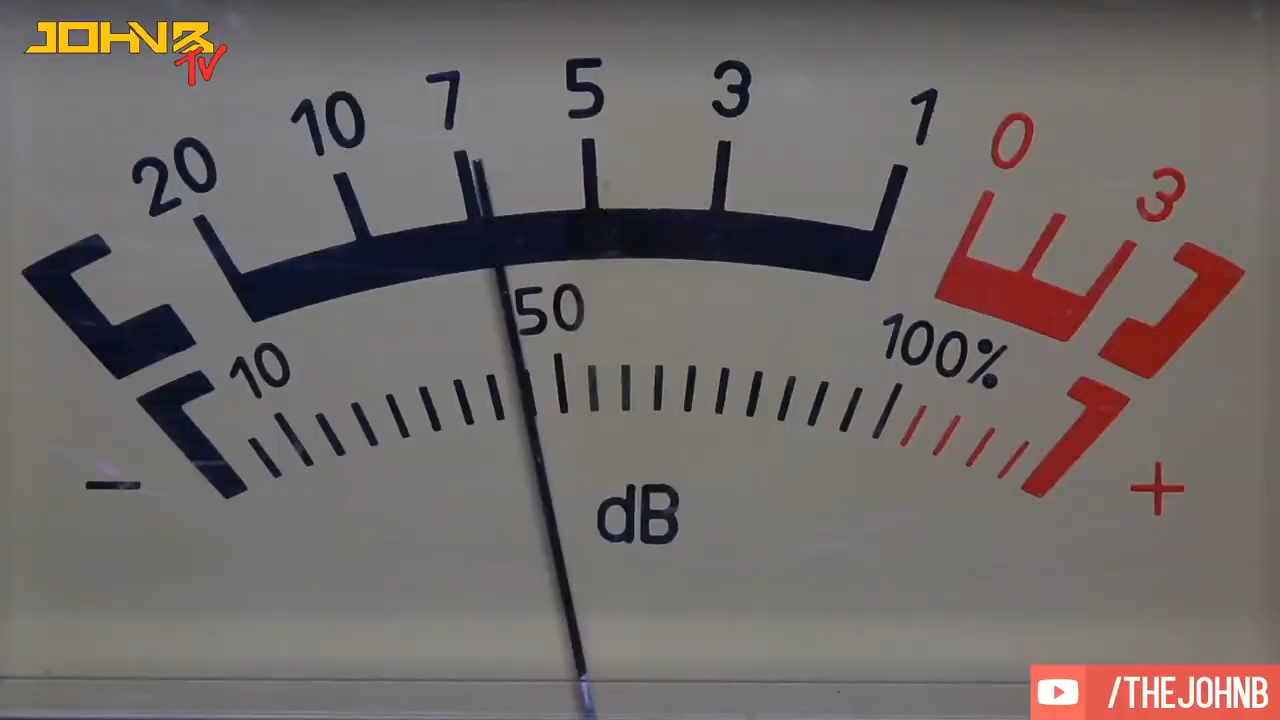 JOHNB
TV
20 10 7 5 3 1 0 3
10 50 100%
- +
dB
/THEJOHNB